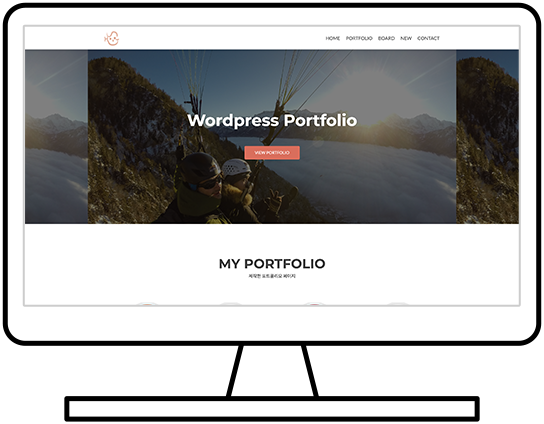 HOME PORTFOLIO BOARD NEW CONTACT
Wordpress Portfolio
VIEW PORTFOLIO
MY PORTFOLIO
제작한 포트폴리오 페이지